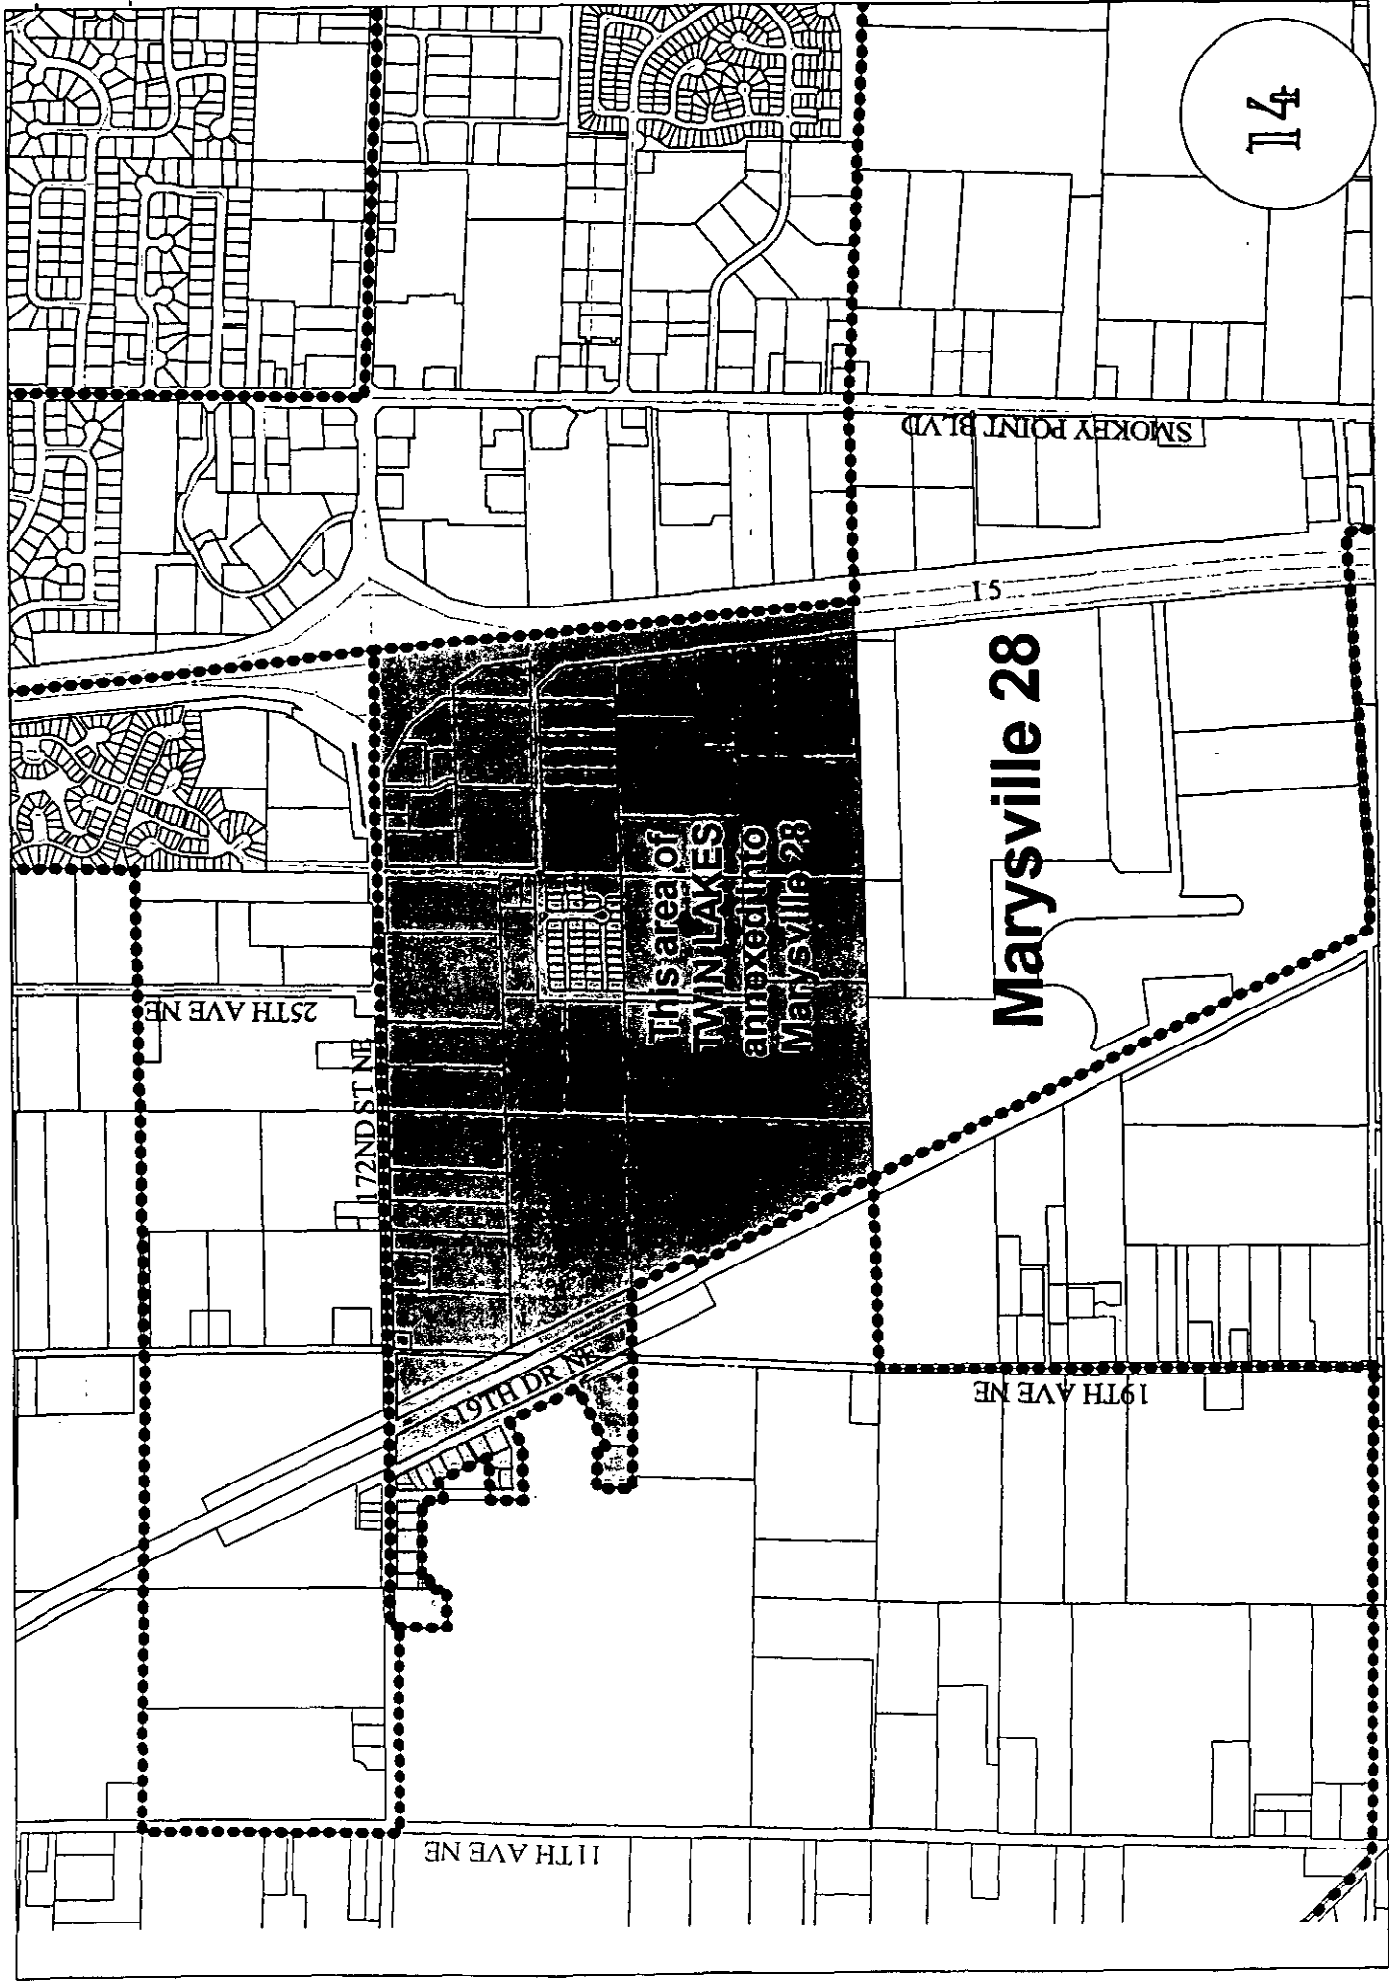 14
SMOKEY POINT BLVD
I 5
Marysville 28
This area of
TWIN LAKES
annexed into
Marysville 28
25TH AVE NE
172ND ST NE
19TH DR NE
19TH AVE NE
11TH AVE NE